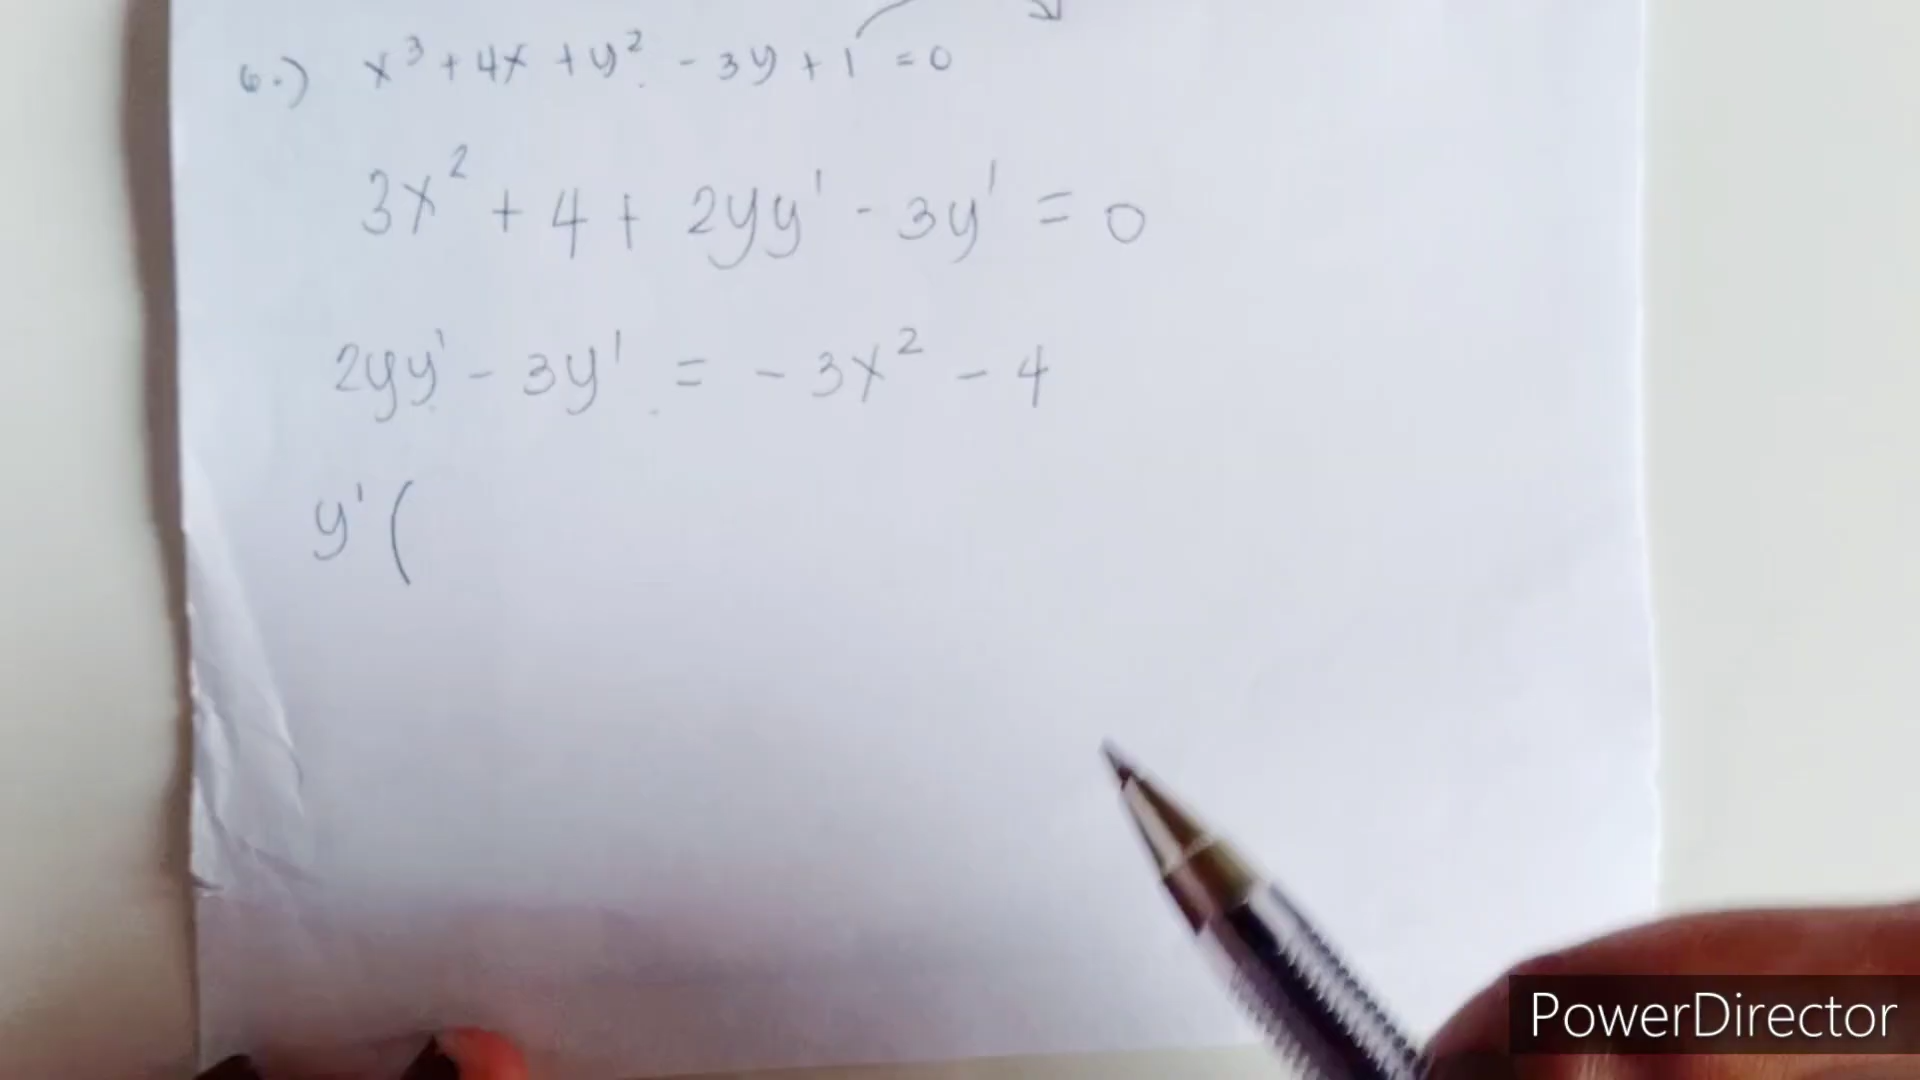 6.) x³ + 4x + y² - 3y + 1 = 0
3x² + 4 + 2yy' - 3y' = 0
2yy' - 3y' = - 3x² - 4
y' (
PowerDirector